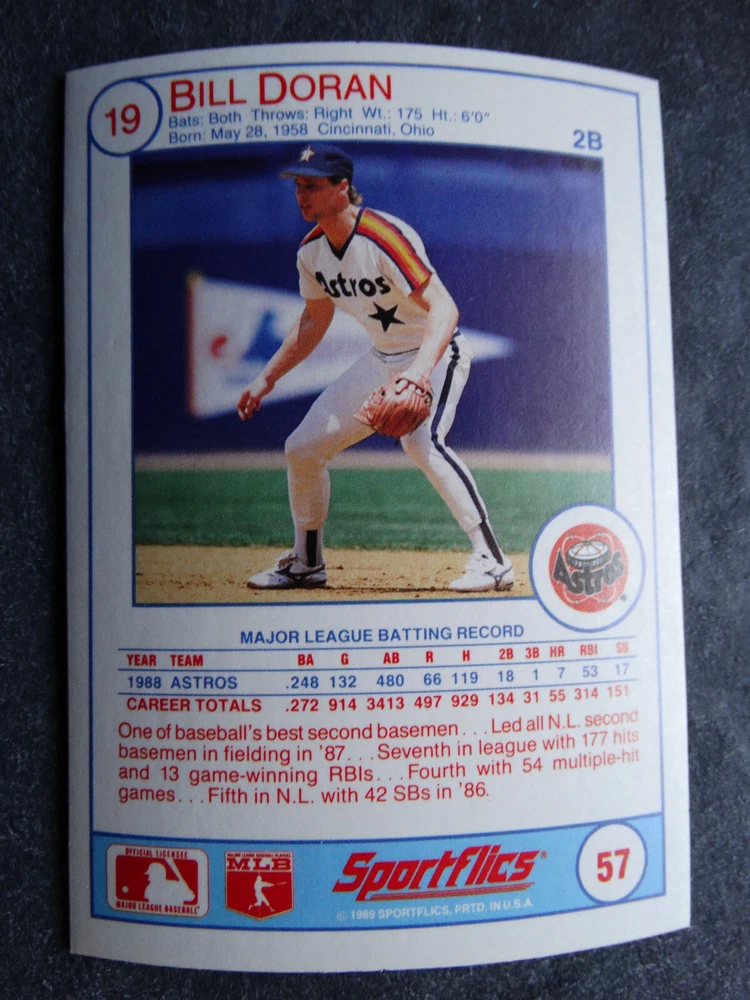 19
BILL DORAN
Bats: Both Throws: Right Wt.: 175 Ht.: 6'0"
Born: May 28, 1958 Cincinnati, Ohio
2B
Astros
Astros
MAJOR LEAGUE BATTING RECORD
YEAR TEAM BA G AB R H 2B 3B HR RBI SB
1988 ASTROS .248 132 480 66 119 18 1 7 53 17
CAREER TOTALS .272 914 3413 497 929 134 31 55 314 151
One of baseball's best second basemen...Led all N.L. second
basemen in fielding in '87...Seventh in league with 177 hits
and 13 game-winning RBIs...Fourth with 54 multiple-hit
games...Fifth in N.L. with 42 SBs in '86.
OFFICIAL LICENSEE
MAJOR LEAGUE BASEBALL
MAJOR LEAGUE BASEBALL PLAYERS
MLB
Sportflics®
© 1989 SPORTFLICS, PRTD. IN U.S.A.
57